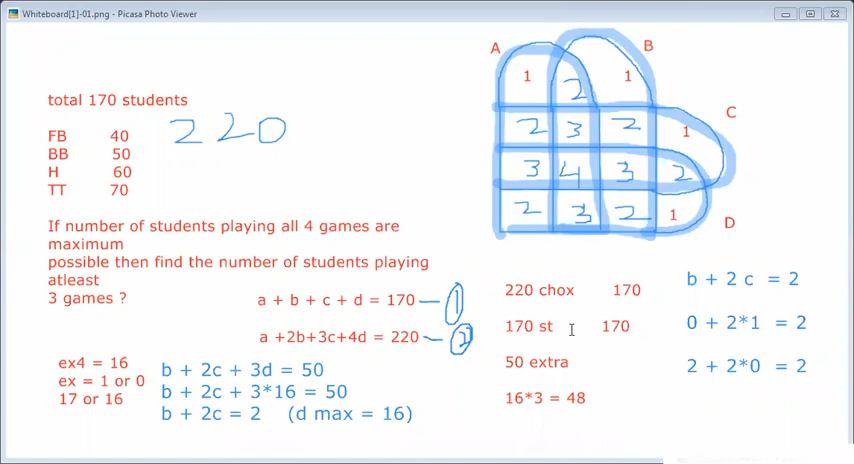 Whiteboard[1]-01.png - Picasa Photo Viewer
total 170 students
FB 40
BB 50
H 60
TT 70
220
If number of students playing all 4 games are
maximum
possible then find the number of students playing
atleast
3 games ?
a + b + c + d = 170 — 1
a +2b+3c+4d = 220 — 2
ex4 = 16
ex = 1 or 0
17 or 16
b + 2c + 3d = 50
b + 2c + 3*16 = 50
b + 2c = 2 (d max = 16)
A
B
1 2 1
C
2 3 2 1
3 4 3 2
2 3 2 1
D
220 chox 170
170 st 170
50 extra
16*3 = 48
b + 2 c = 2
0 + 2*1 = 2
2 + 2*0 = 2